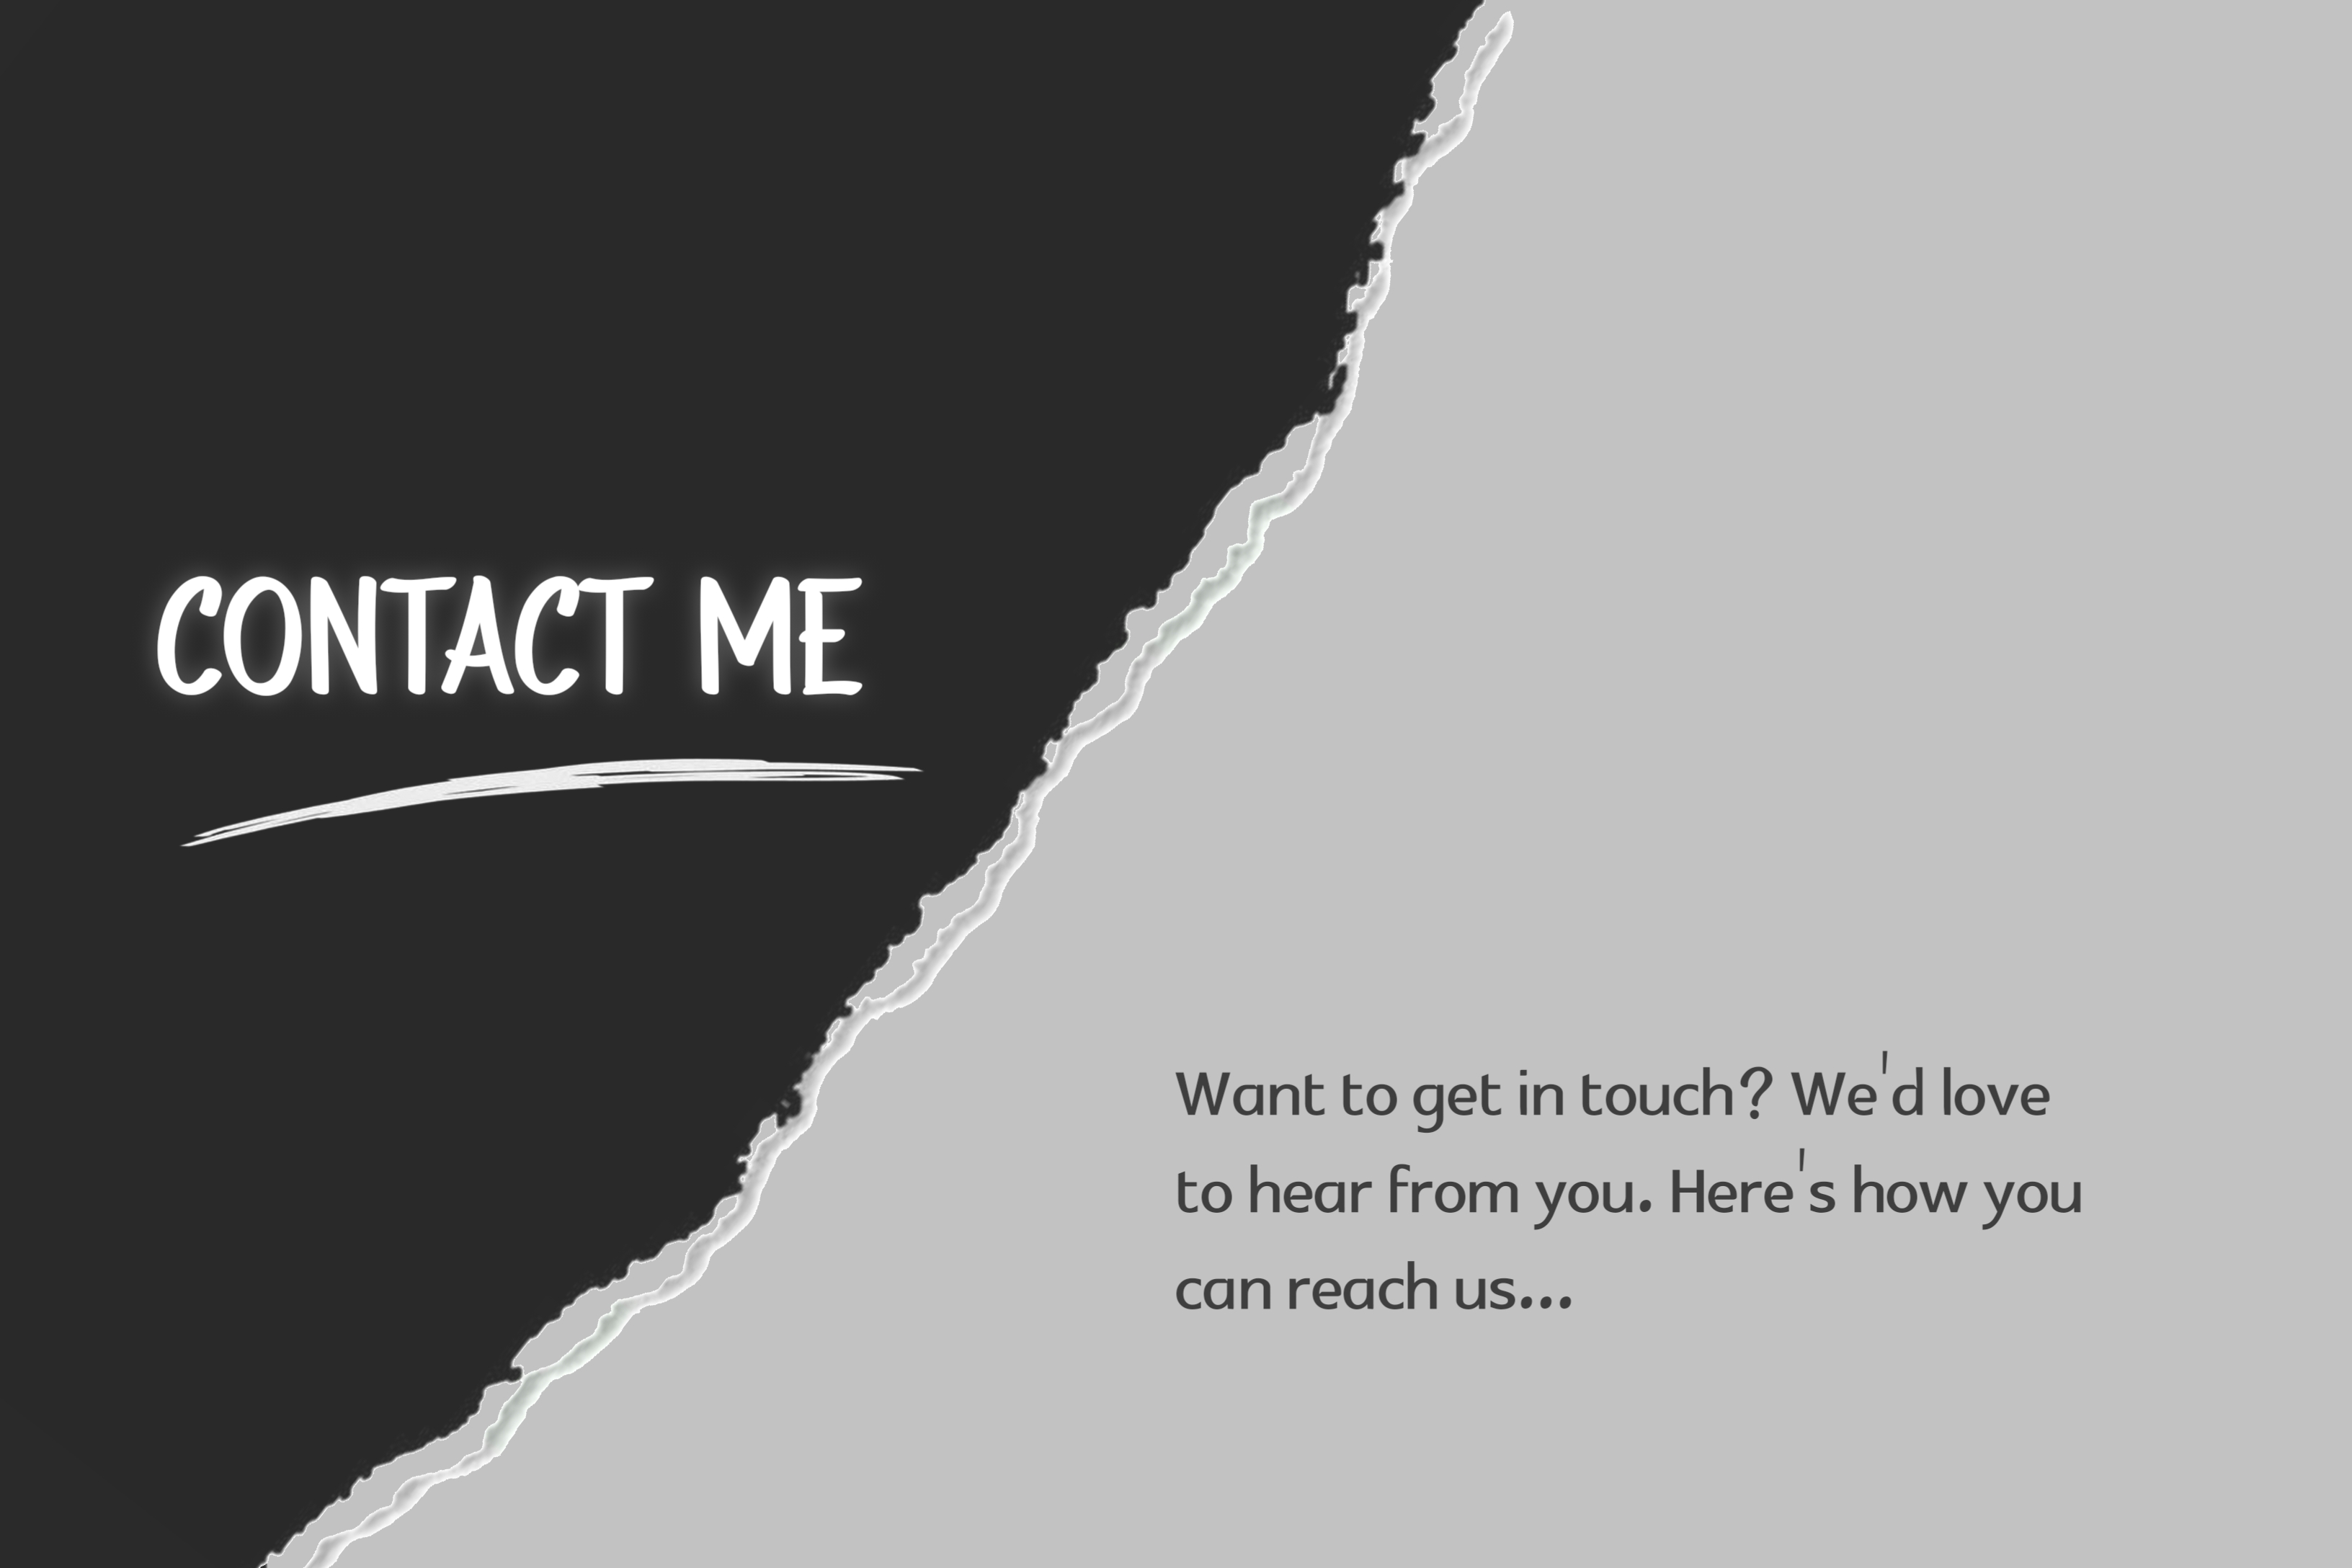 CONTACT ME
Want to get in touch? We'd love
to hear from you. Here's how you
can reach us...